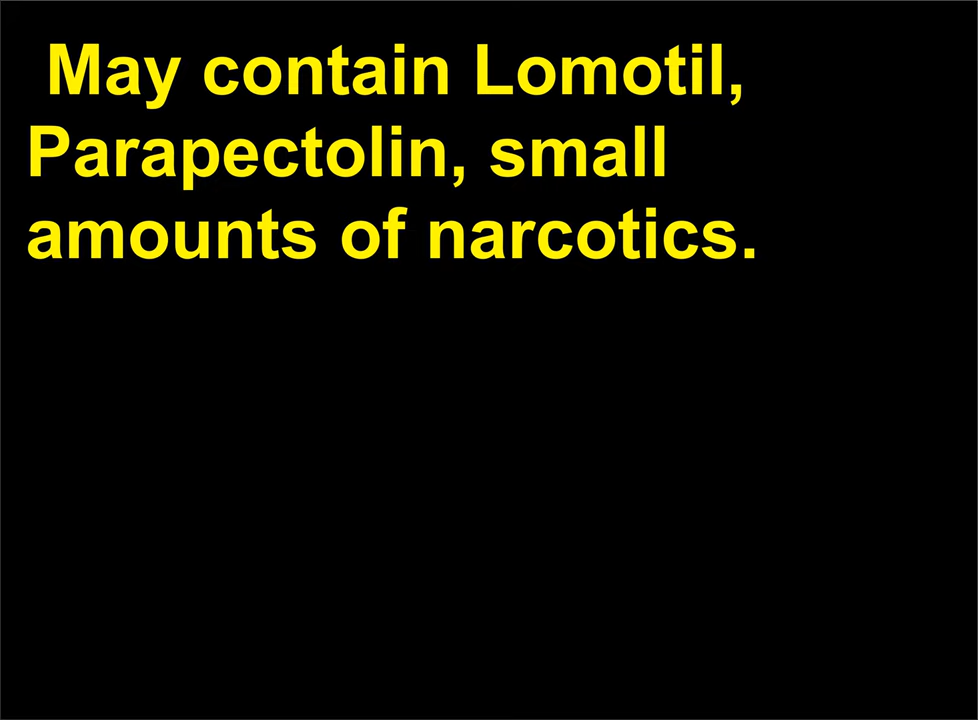 May contain Lomotil,
Parapectolin, small
amounts of narcotics.